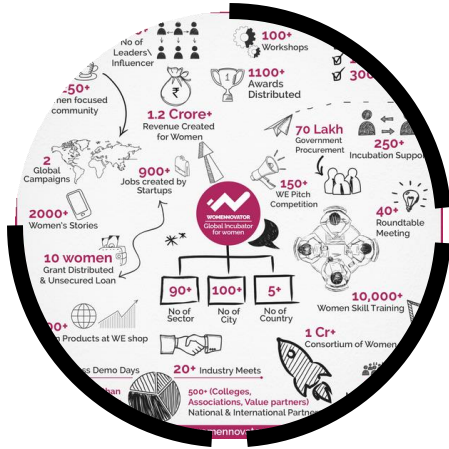 No of
Leaders\
Influencer
100+
Workshops
1100+
Awards
Distributed
300
50+
focused
community
₹
1.2 Crore+
Revenue Created
for Women
70 Lakh
Government
Procurement
250+
Incubation
2
Global
Campaigns
900+
Jobs created by
Startups
150+
WE Pitch
Competition
40+
Roundtable
Meeting
2000+
Women's Stories
WOMENNOVATOR
Global Incubator
for women
10 women
Grant Distributed
& Unsecured Loan
90+
No of
Sector
100+
No of
City
5+
No of
Country
10,000+
Women Skill Training
Products at WE shop
1 Cr+
Consortium of Women
Demo Days
20+ Industry Meets
500+ (Colleges,
Associations, Value partners)
National & International